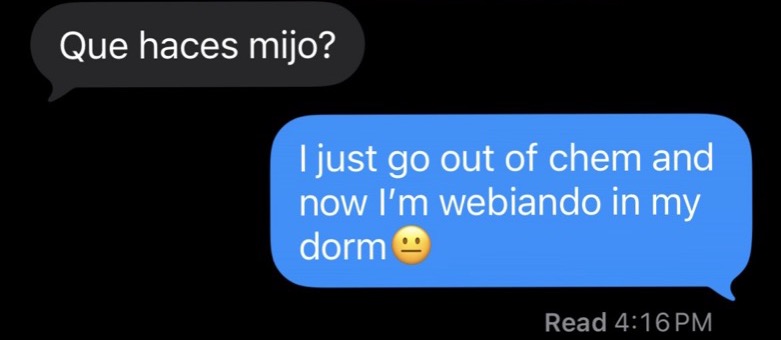 Que haces mijo?
I just go out of chem and
now I’m webiando in my
dorm😐
Read 4:16 PM